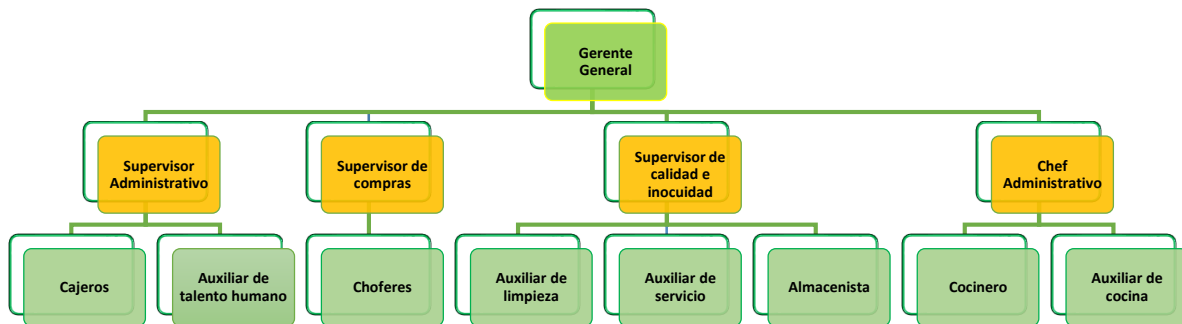 Gerente
General
Supervisor
Administrativo
Supervisor de
compras
Supervisor de
calidad e
inocuidad
Chef
Administrativo
Cajeros
Auxiliar de
talento humano
Choferes
Auxiliar de
limpieza
Auxiliar de
servicio
Almacenista
Cocinero
Auxiliar de
cocina